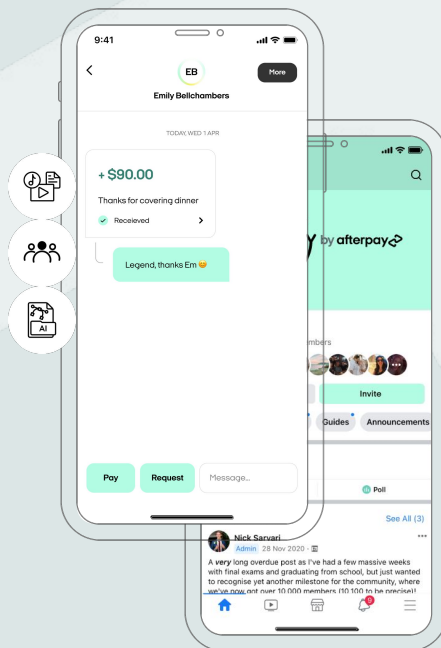 9:41
EB
More
Emily Bellchambers
TODAY, WED 1 APR
+ $90.00
Thanks for covering dinner
Receieved
Legend, thanks Em 😊
Pay
Request
Message...
AI
by afterpay
Invite
Guides
Announcements
Poll
See All (3)
Nick Sarvari
Admin 28 Nov 2020
A very long overdue post as I've had a few massive weeks
with final exams and graduating from school, but just wanted
to recognise yet another milestone for the community, where
we've now got over 10,000 members (10,100 to be precise)!
9